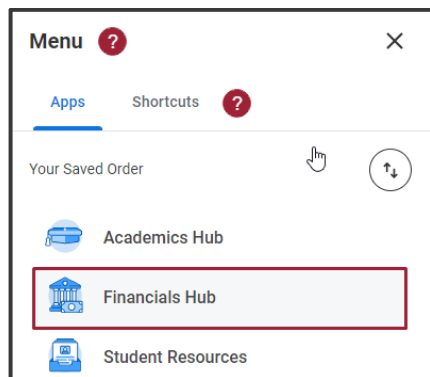 Menu ?
Apps Shortcuts ?
Your Saved Order
Academics Hub
Financials Hub
Student Resources